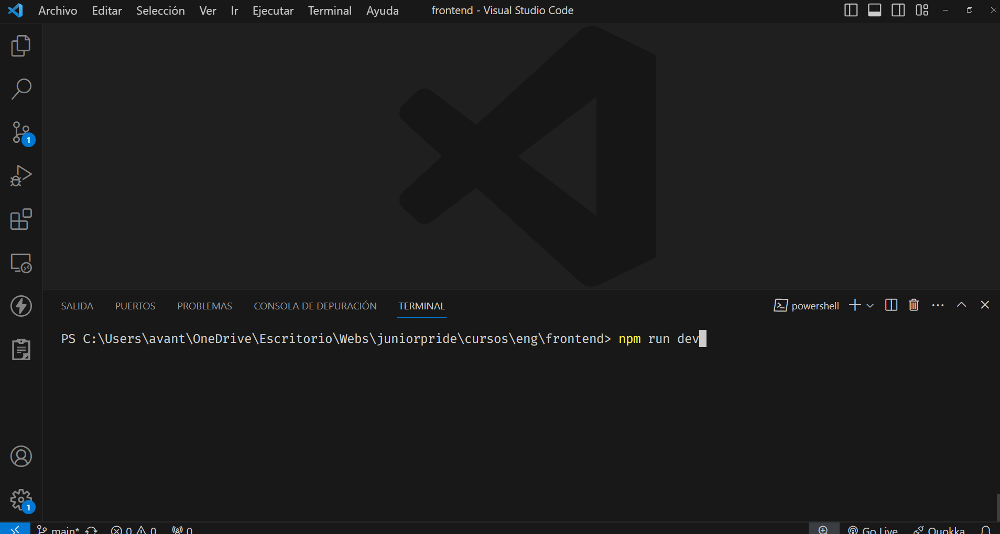 Archivo Editar Selección Ver Ir Ejecutar Terminal Ayuda frontend - Visual Studio Code
1
SALIDA PUERTOS PROBLEMAS CONSOLA DE DEPURACIÓN TERMINAL powershell
PS C:\Users\avant\OneDrive\Escritorio\Webs\juniorpride\cursos\eng\frontend> npm run dev
1
main* 0 0 0 Go Live Quokka